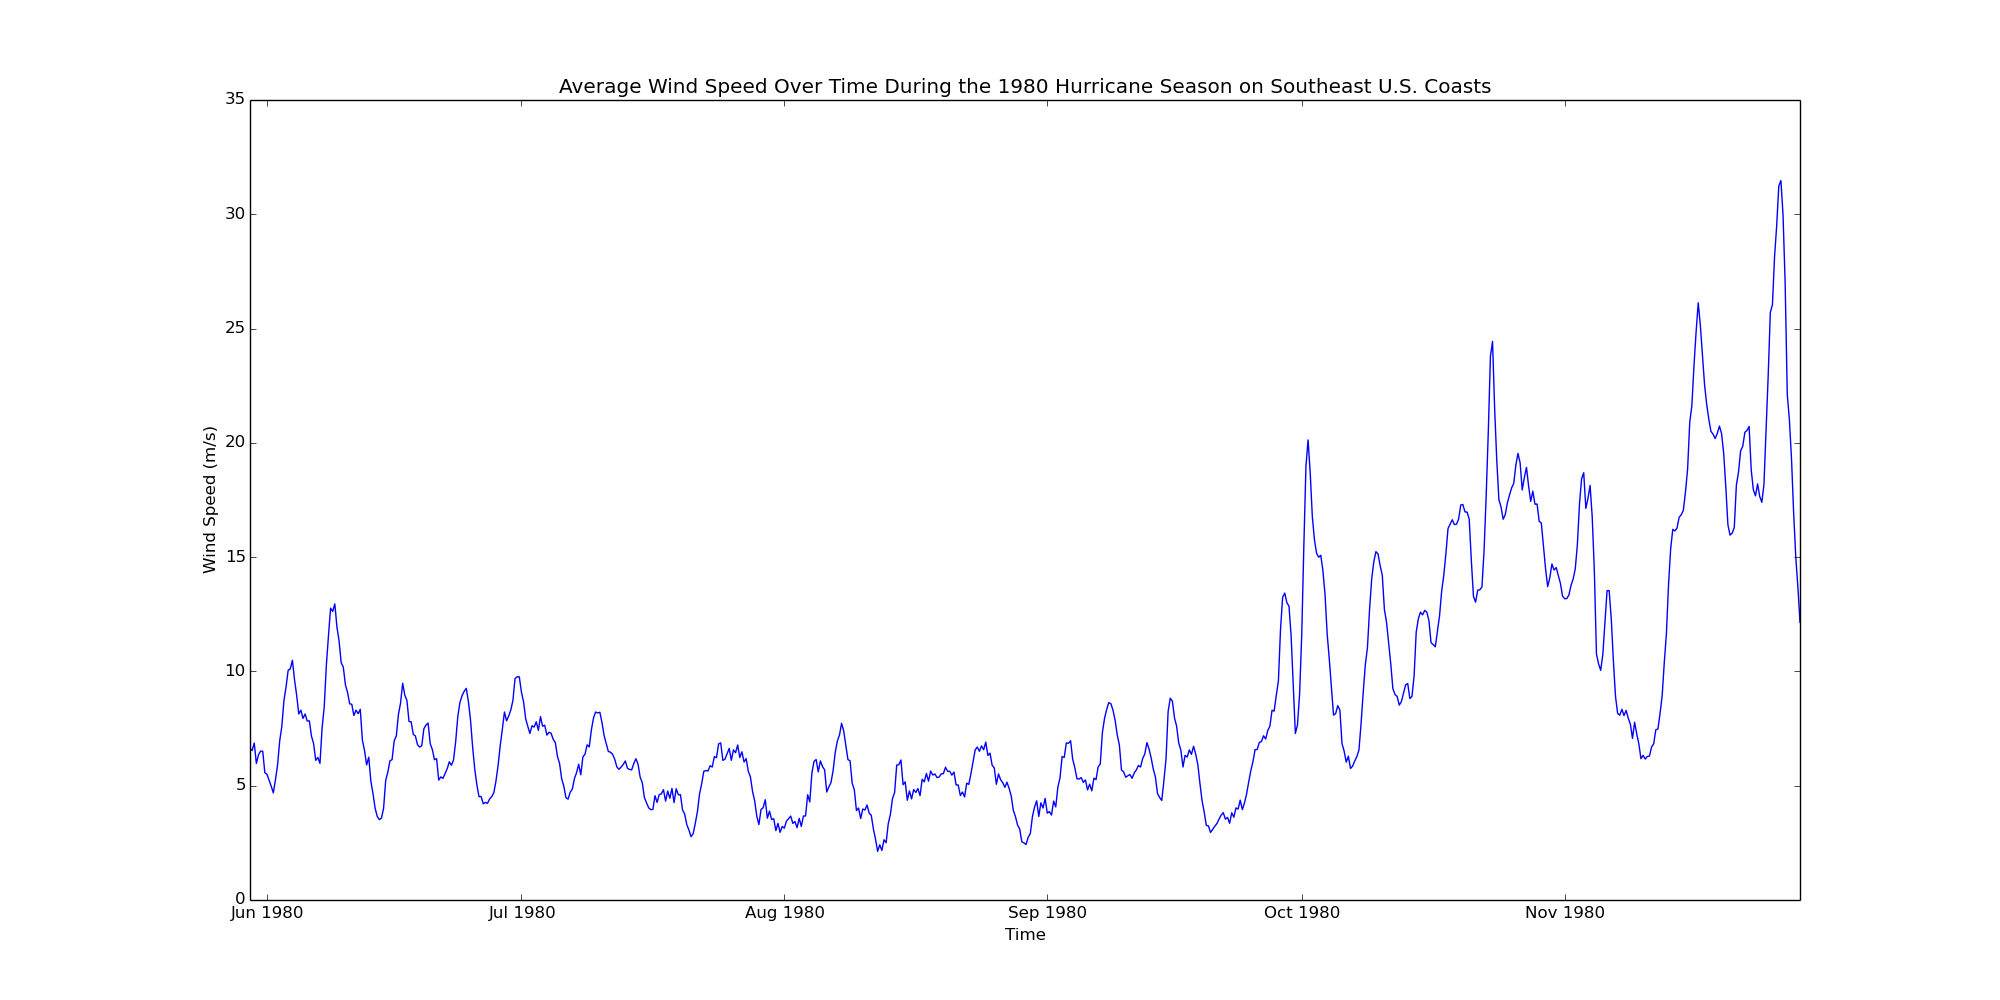 Average Wind Speed Over Time During the 1980 Hurricane Season on Southeast U.S. Coasts
35
30
25
20
15
10
5
0
Wind Speed (m/s)
Jun 1980 Jul 1980 Aug 1980 Sep 1980 Oct 1980 Nov 1980
Time